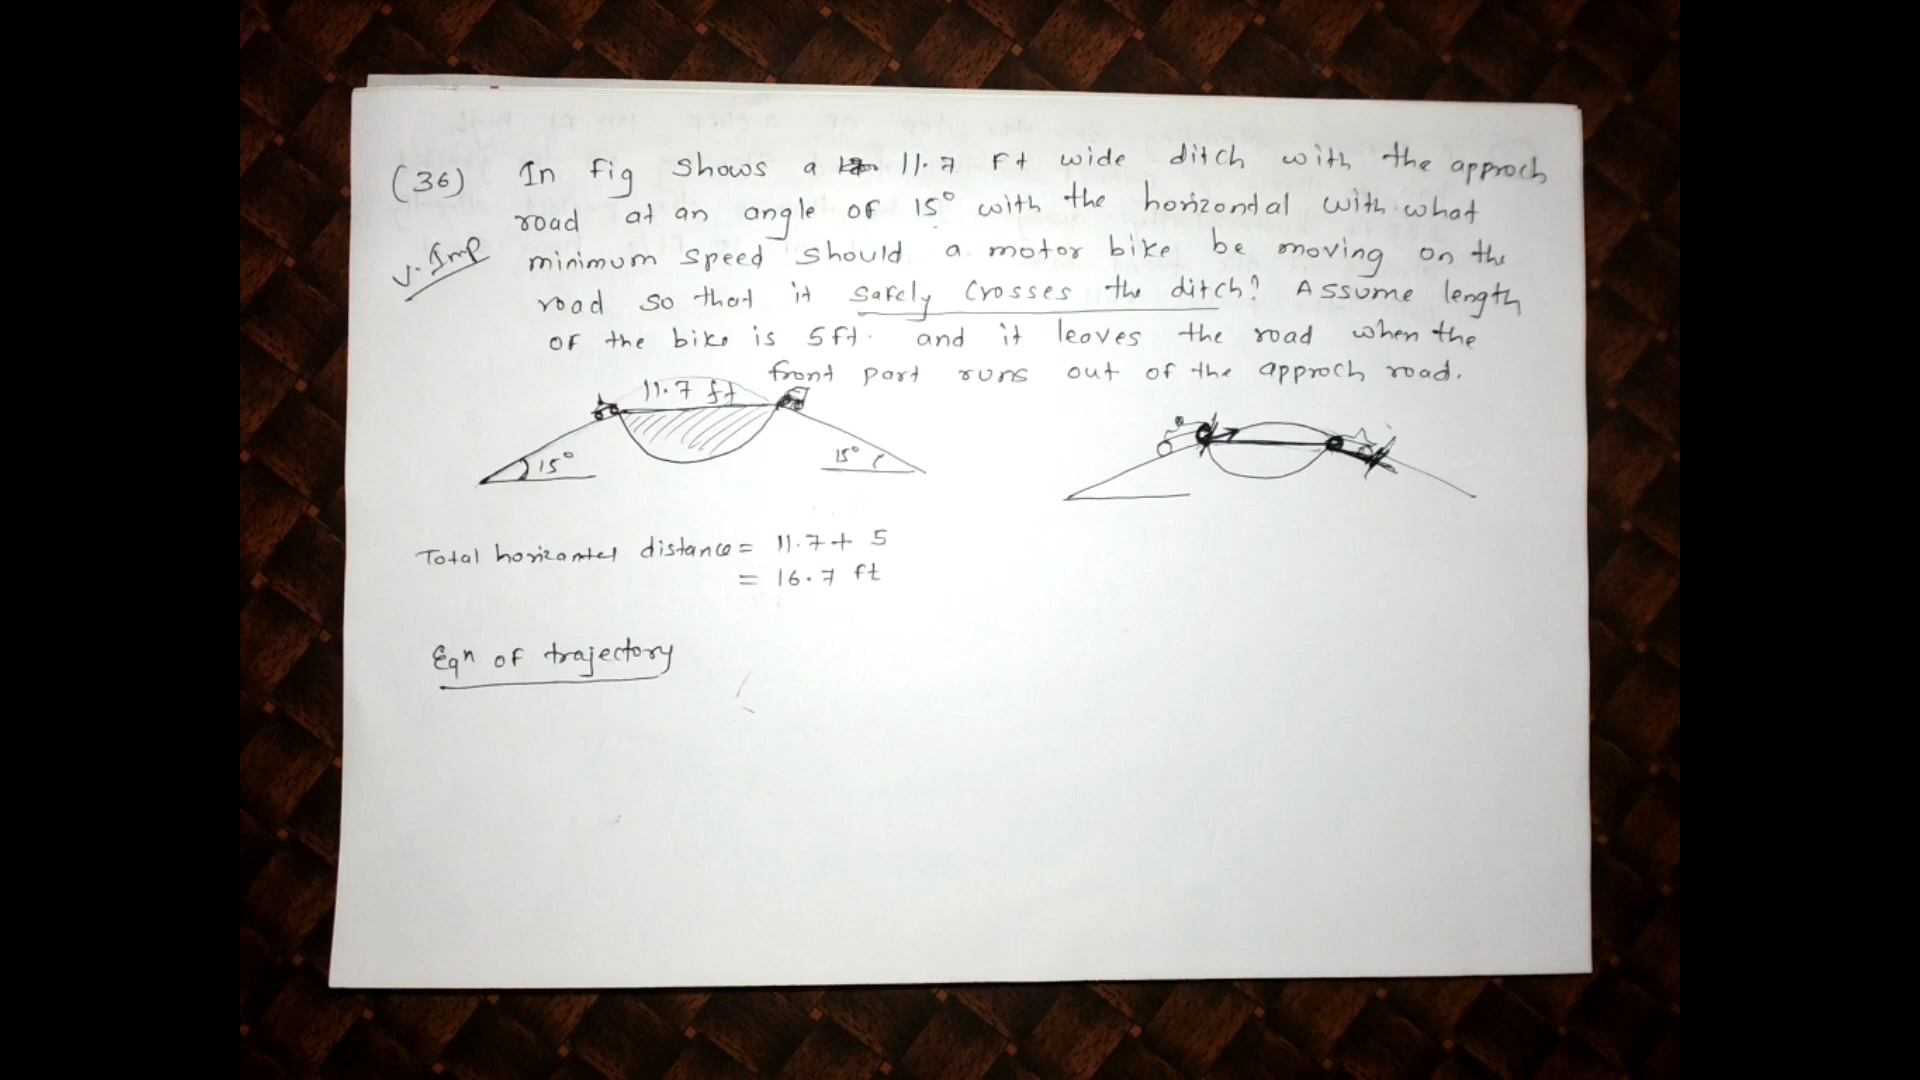 (36) In fig shows a 11.7 Ft wide ditch with the approch
road at an angle of 15° with the horizontal with what
V. Imp
minimum speed should a motor bike be moving on the
road so that it safely crosses the ditch? Assume length
of the bike is 5ft. and it leaves the road when the
front part runs out of the approch road.
11.7 ft
15°
15°
Total horizontel distance = 11.7 + 5
= 16.7 ft
Eqn of trajectory